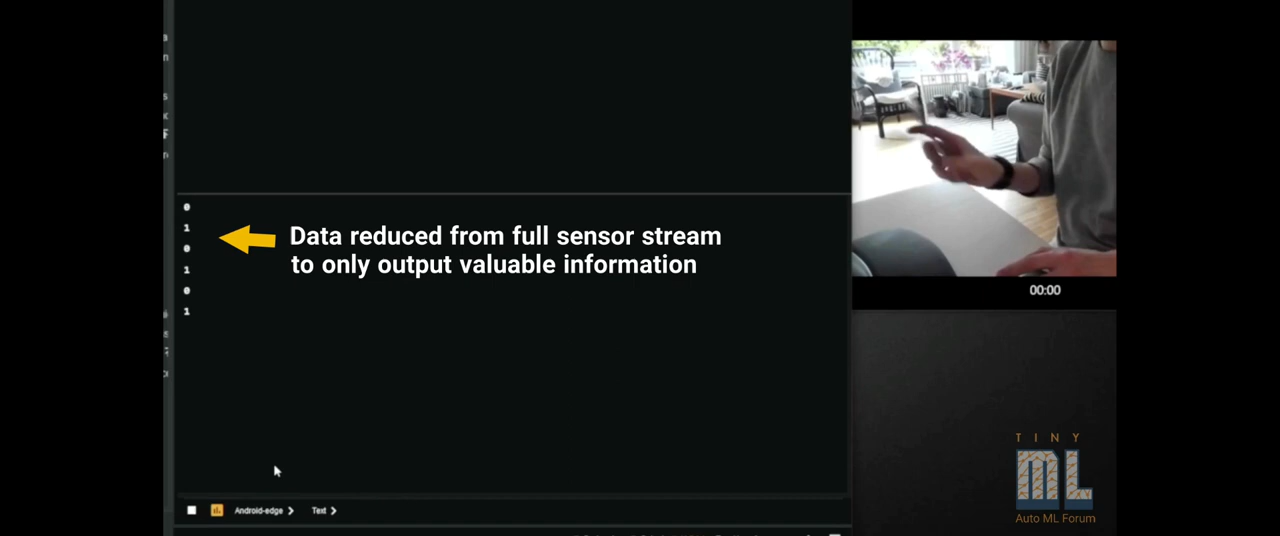 0
1
0
1
0
1
Data reduced from full sensor stream
to only output valuable information
00:00
Android-edge
Text
TINY
ML
Auto ML Forum